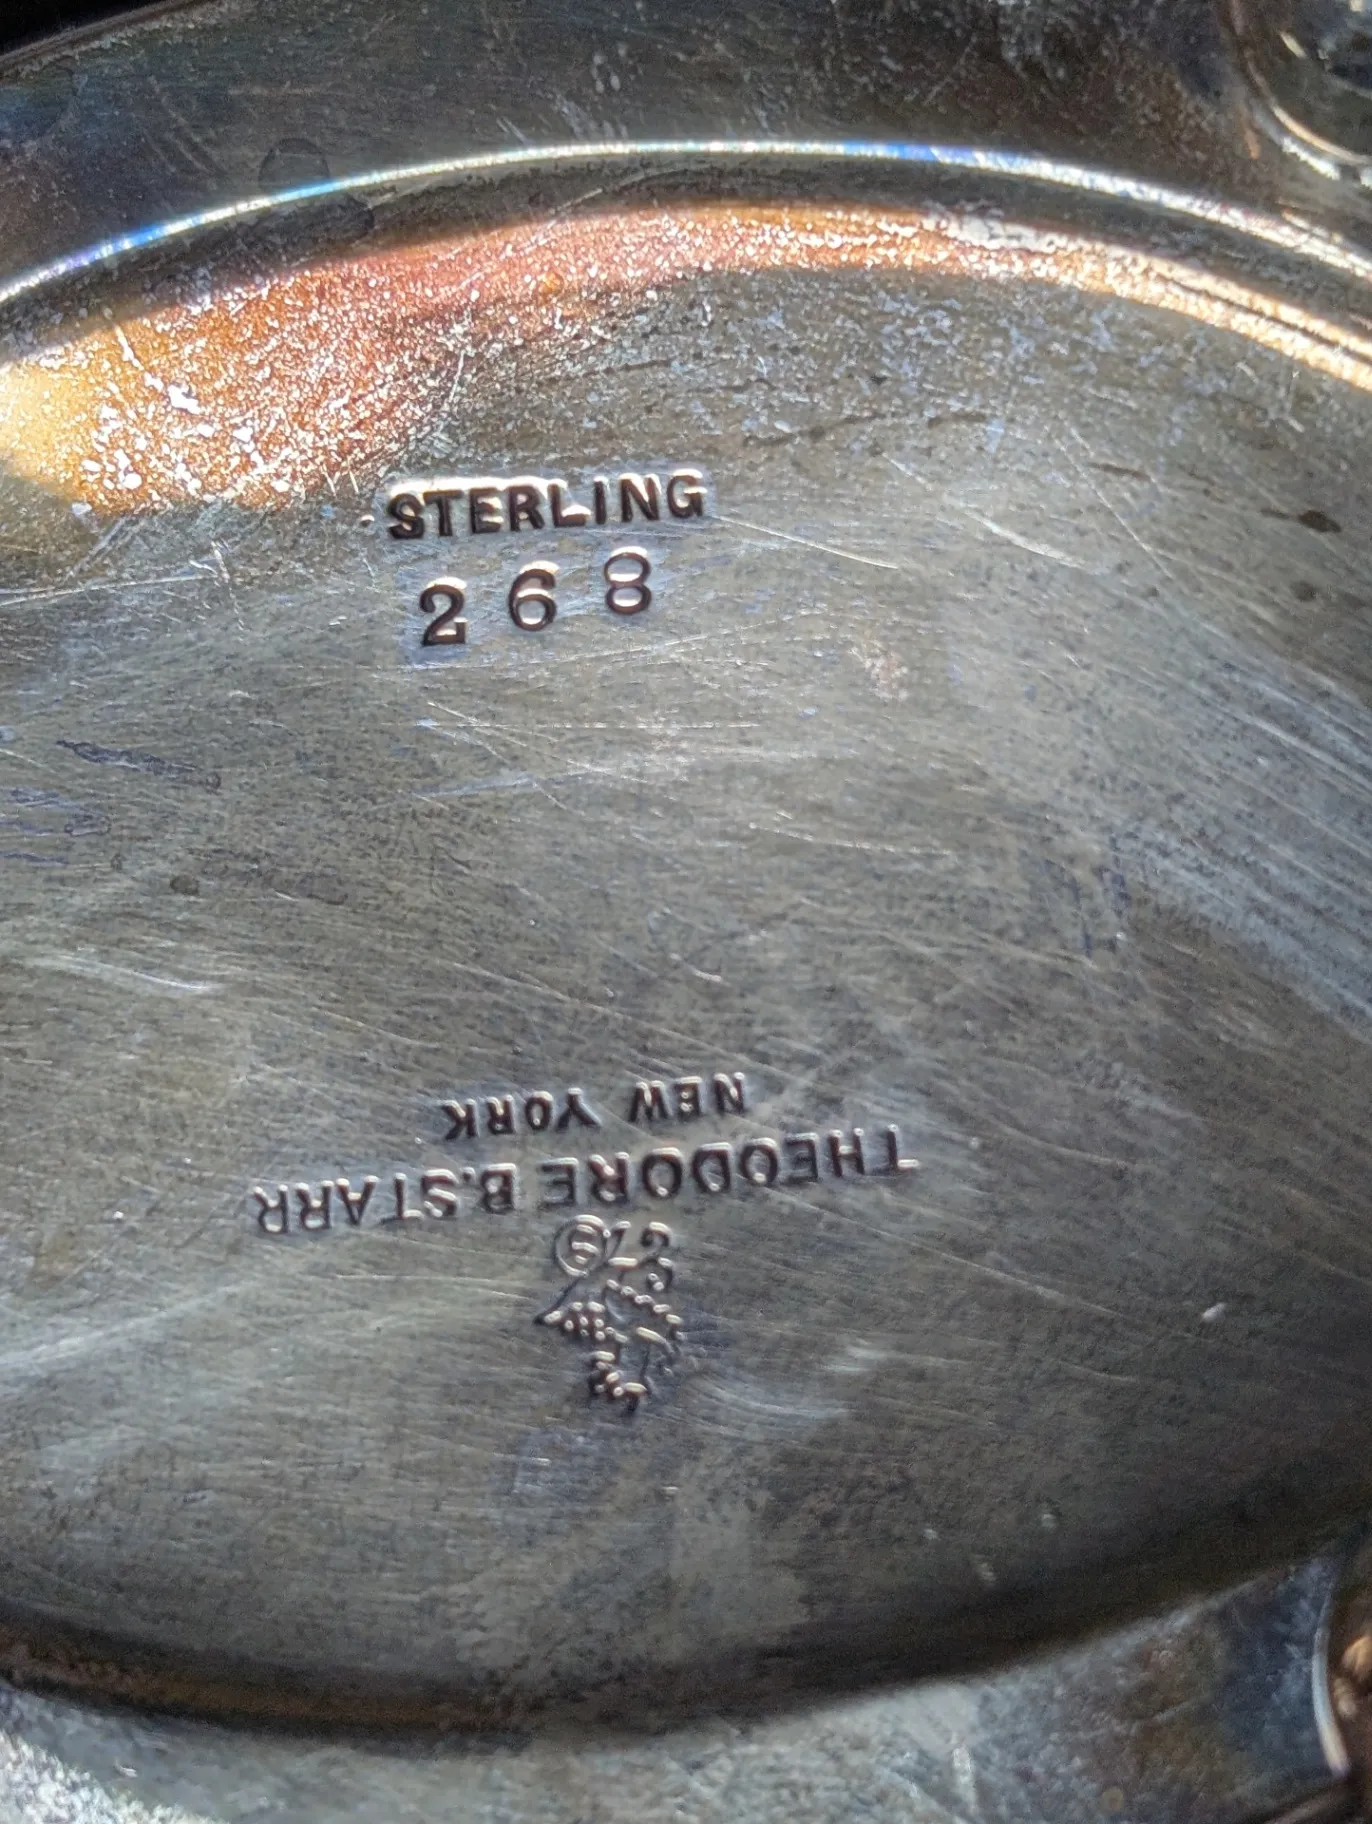 STERLING
268
THEODORE B. STARR
NEW YORK